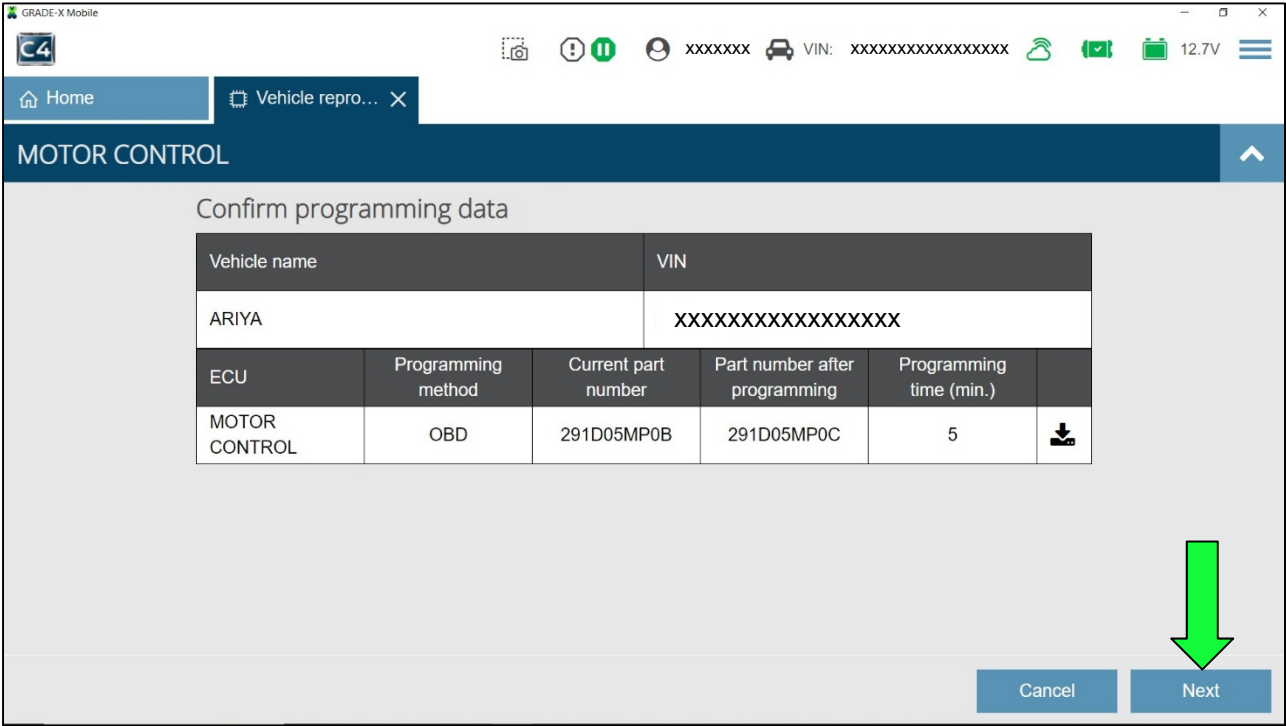 GRADE-X Mobile
C4
XXXXXXX VIN: XXXXXXXXXXXXXXXXX 12.7V
Home Vehicle repro...
MOTOR CONTROL
Confirm programming data
Vehicle name VIN
ARIYA XXXXXXXXXXXXXXXXX
ECU Programming method Current part number Part number after programming Programming time (min.)
MOTOR CONTROL OBD 291D05MP0B 291D05MP0C 5
Cancel Next